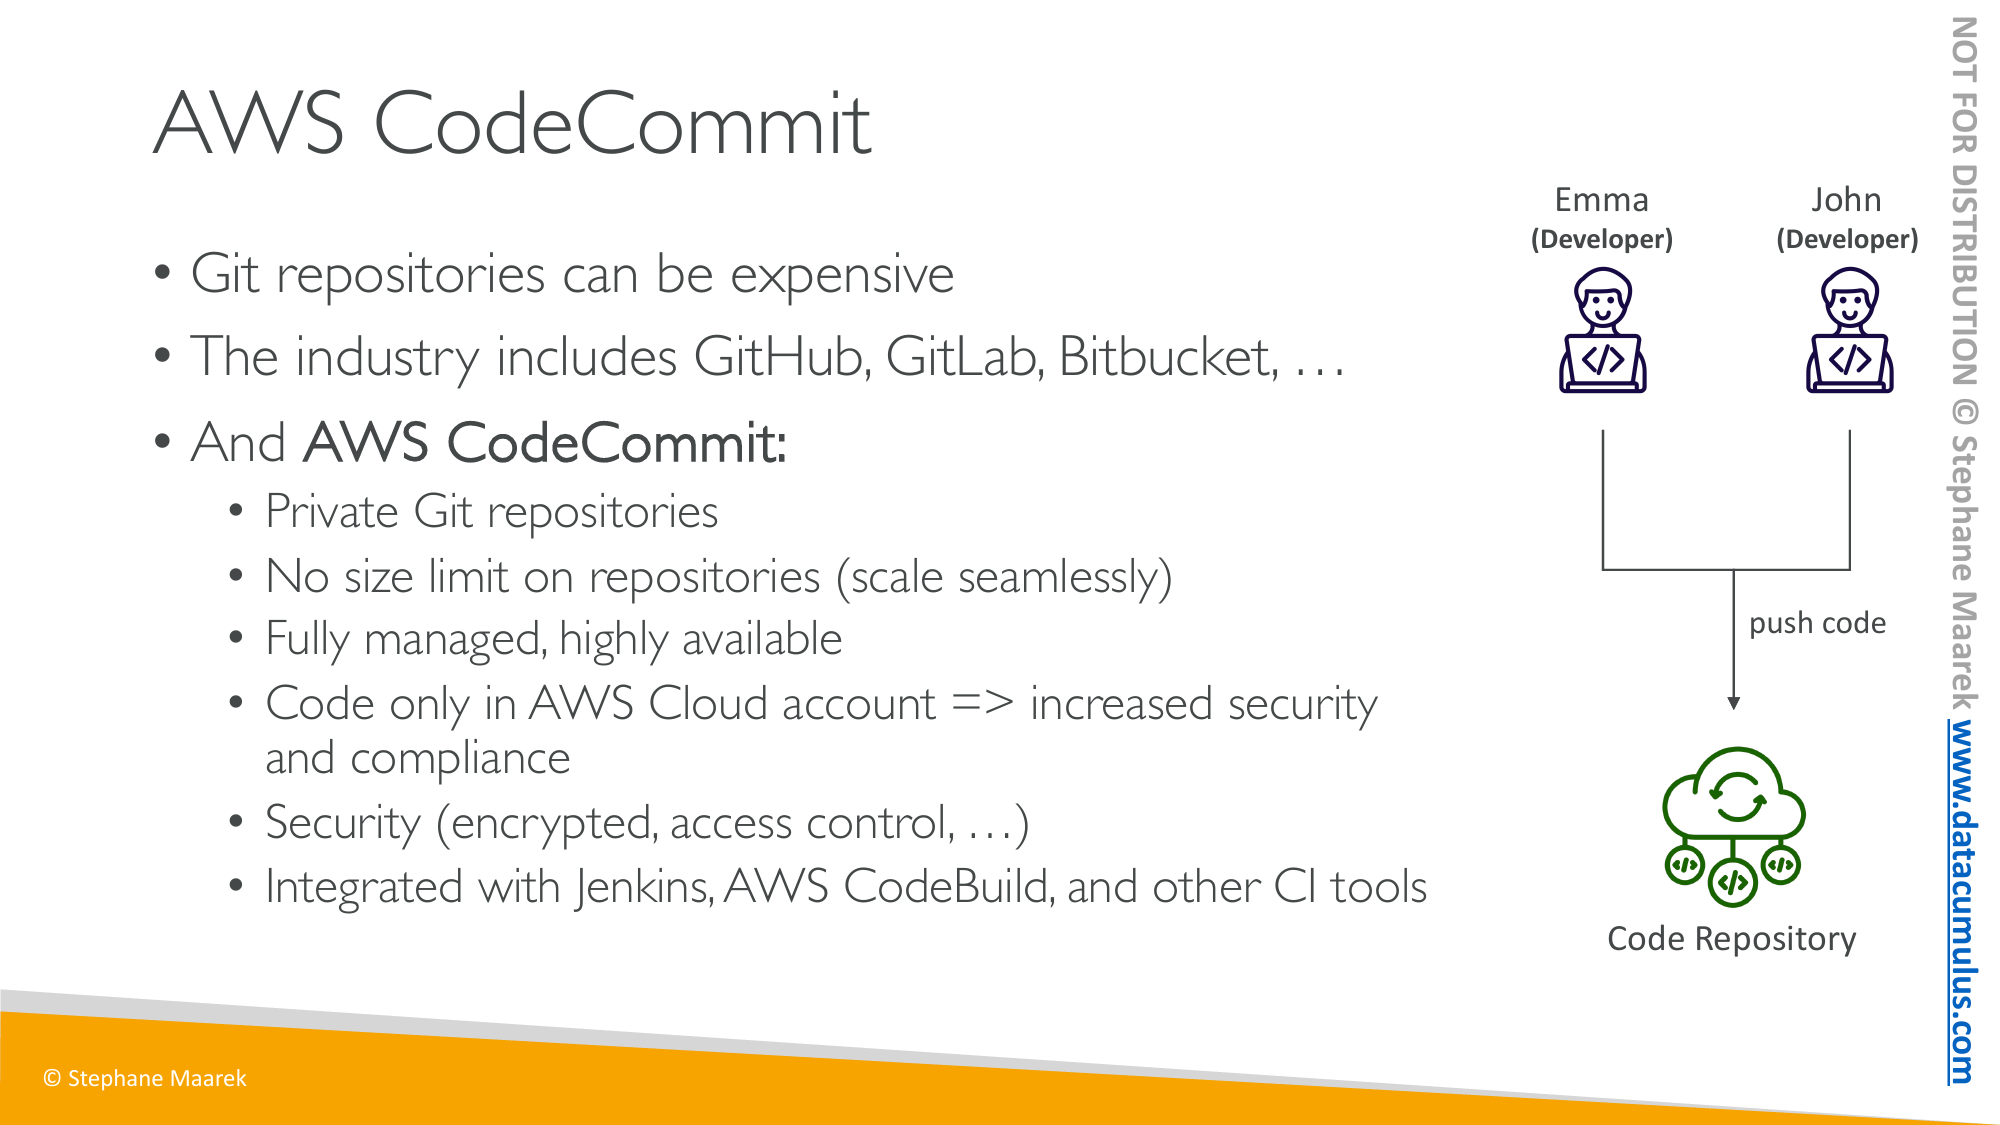 AWS CodeCommit
• Git repositories can be expensive
• The industry includes GitHub, GitLab, Bitbucket, …
• And AWS CodeCommit:
• Private Git repositories
• No size limit on repositories (scale seamlessly)
• Fully managed, highly available
• Code only in AWS Cloud account => increased security
and compliance
• Security (encrypted, access control, …)
• Integrated with Jenkins, AWS CodeBuild, and other CI tools
Emma
(Developer)
</>
John
(Developer)
</>
push code
</>
</>
</>
Code Repository
© Stephane Maarek
NOT FOR DISTRIBUTION © Stephane Maarek www.datacumulus.com